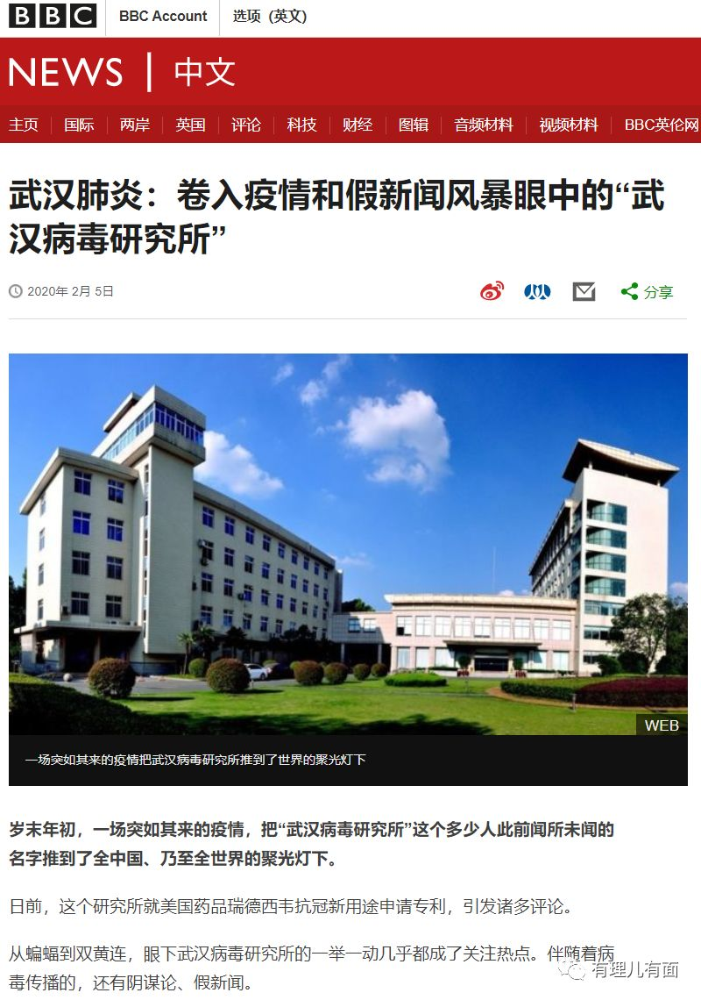 BBC BBC Account 选项（英文）
NEWS | 中文
主页 国际 两岸 英国 评论 科技 财经 图辑 音频材料 视频材料 BBC英伦网
武汉肺炎：卷入疫情和假新闻风暴眼中的“武
汉病毒研究所”
2020年 2月 5日
分享
WEB
一场突如其来的疫情把武汉病毒研究所推到了世界的聚光灯下
岁末年初，一场突如其来的疫情，把“武汉病毒研究所”这个多少人此前闻所未闻的
名字推到了全中国、乃至全世界的聚光灯下。
日前，这个研究所就美国药品瑞德西韦抗冠新用途申请专利，引发诸多评论。
从蝙蝠到双黄连，眼下武汉病毒研究所的一举一动几乎都成了关注热点。伴随着病
毒传播的，还有阴谋论、假新闻。
有理儿有面